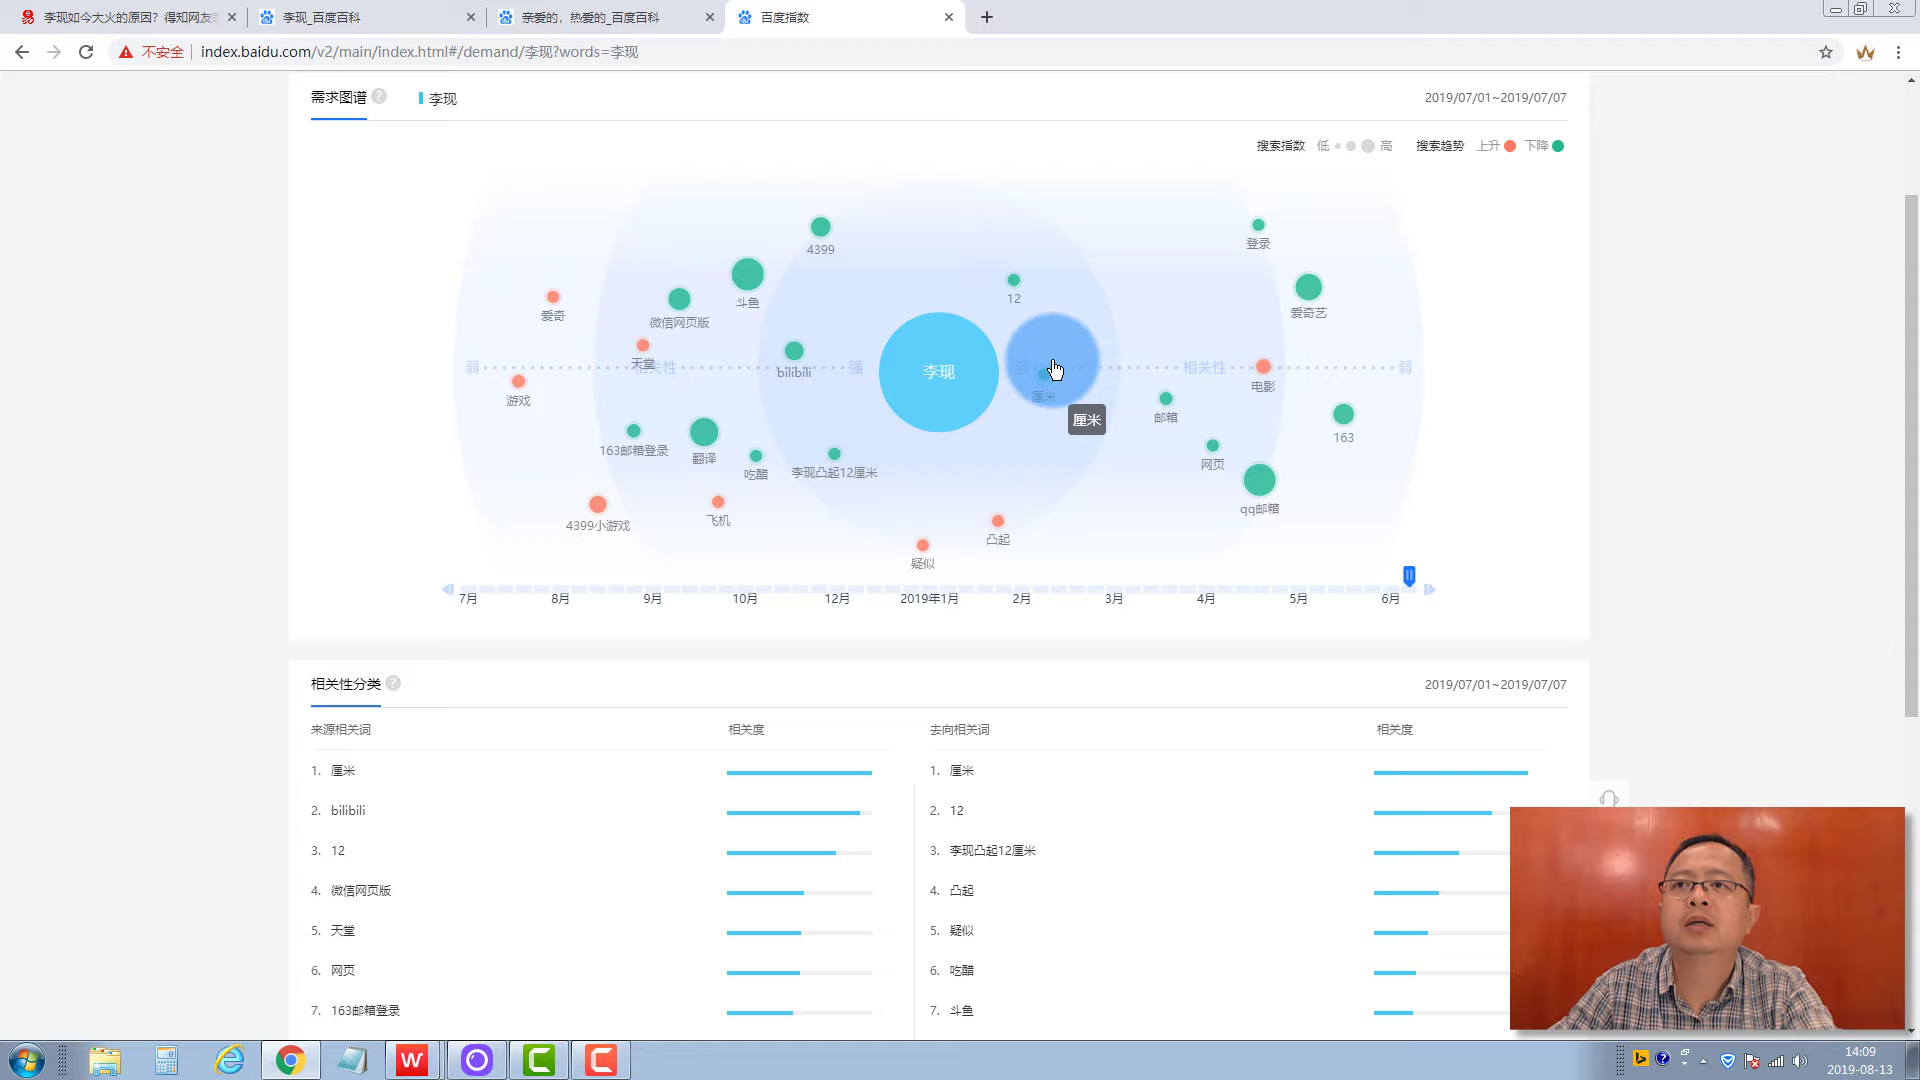 李现如今大火的原因？得知网友
李现_百度百科
亲爱的，热爱的_百度百科
百度指数
不安全
index.baidu.com/v2/main/index.html#/demand/李现?words=李现
需求图谱
李现
2019/07/01~2019/07/07
搜索指数 低 高 搜索趋势 上升 下降
4399
登录
斗鱼
12
爱奇艺
爱奇
微信网页版
天堂
bilibili
弱 相关性 强
李现
相关性 弱
厘米
电影
游戏
厘米
邮箱
163
163邮箱登录
翻译
吃醋
李现凸起12厘米
网页
qq邮箱
4399小游戏
飞机
凸起
疑似
7月 8月 9月 10月 12月 2019年1月 2月 3月 4月 5月 6月
相关性分类
2019/07/01~2019/07/07
来源相关词 相关度 去向相关词 相关度
1. 厘米
1. 厘米
2. bilibili
2. 12
3. 12
3. 李现凸起12厘米
4. 微信网页版
4. 凸起
5. 天堂
5. 疑似
6. 网页
6. 吃醋
7. 163邮箱登录
7. 斗鱼
14:09
2019-08-13